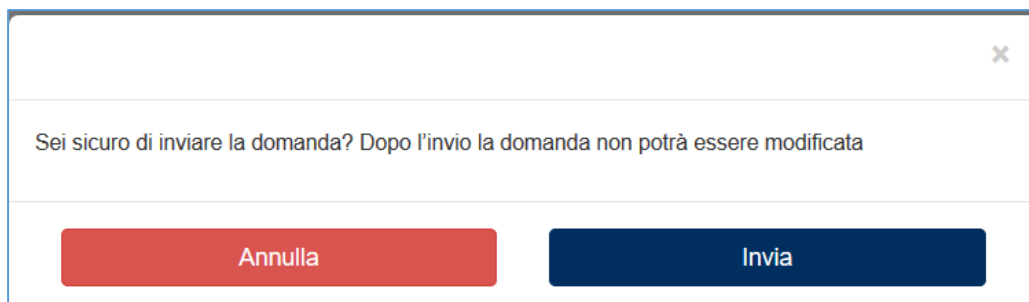 ×
Sei sicuro di inviare la domanda? Dopo l’invio la domanda non potrà essere modificata
Annulla
Invia